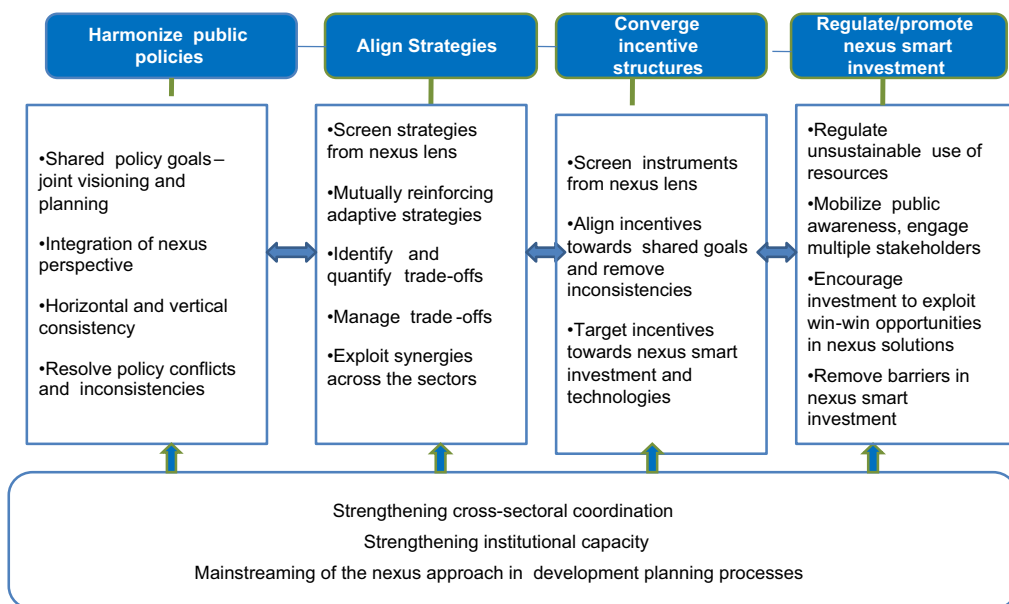 Harmonize public
policies
Align Strategies
Converge
incentive
structures
Regulate/promote
nexus smart
investment
•Shared policy goals–
joint visioning and
planning
•Integration of nexus
perspective
•Horizontal and vertical
consistency
•Resolve policy conflicts
and inconsistencies
•Screen strategies
from nexus lens
•Mutually reinforcing
adaptive strategies
•Identify and
quantify trade-offs
•Manage trade-offs
•Exploit synergies
across the sectors
•Screen instruments
from nexus lens
•Align incentives
towards shared goals
and remove
inconsistencies
•Target incentives
towards nexus smart
investment and
technologies
•Regulate
unsustainable use of
resources
•Mobilize public
awareness, engage
multiple stakeholders
•Encourage
investment to exploit
win-win opportunities
in nexus solutions
•Remove barriers in
nexus smart
investment
Strengthening cross-sectoral coordination
Strengthening institutional capacity
Mainstreaming of the nexus approach in development planning processes